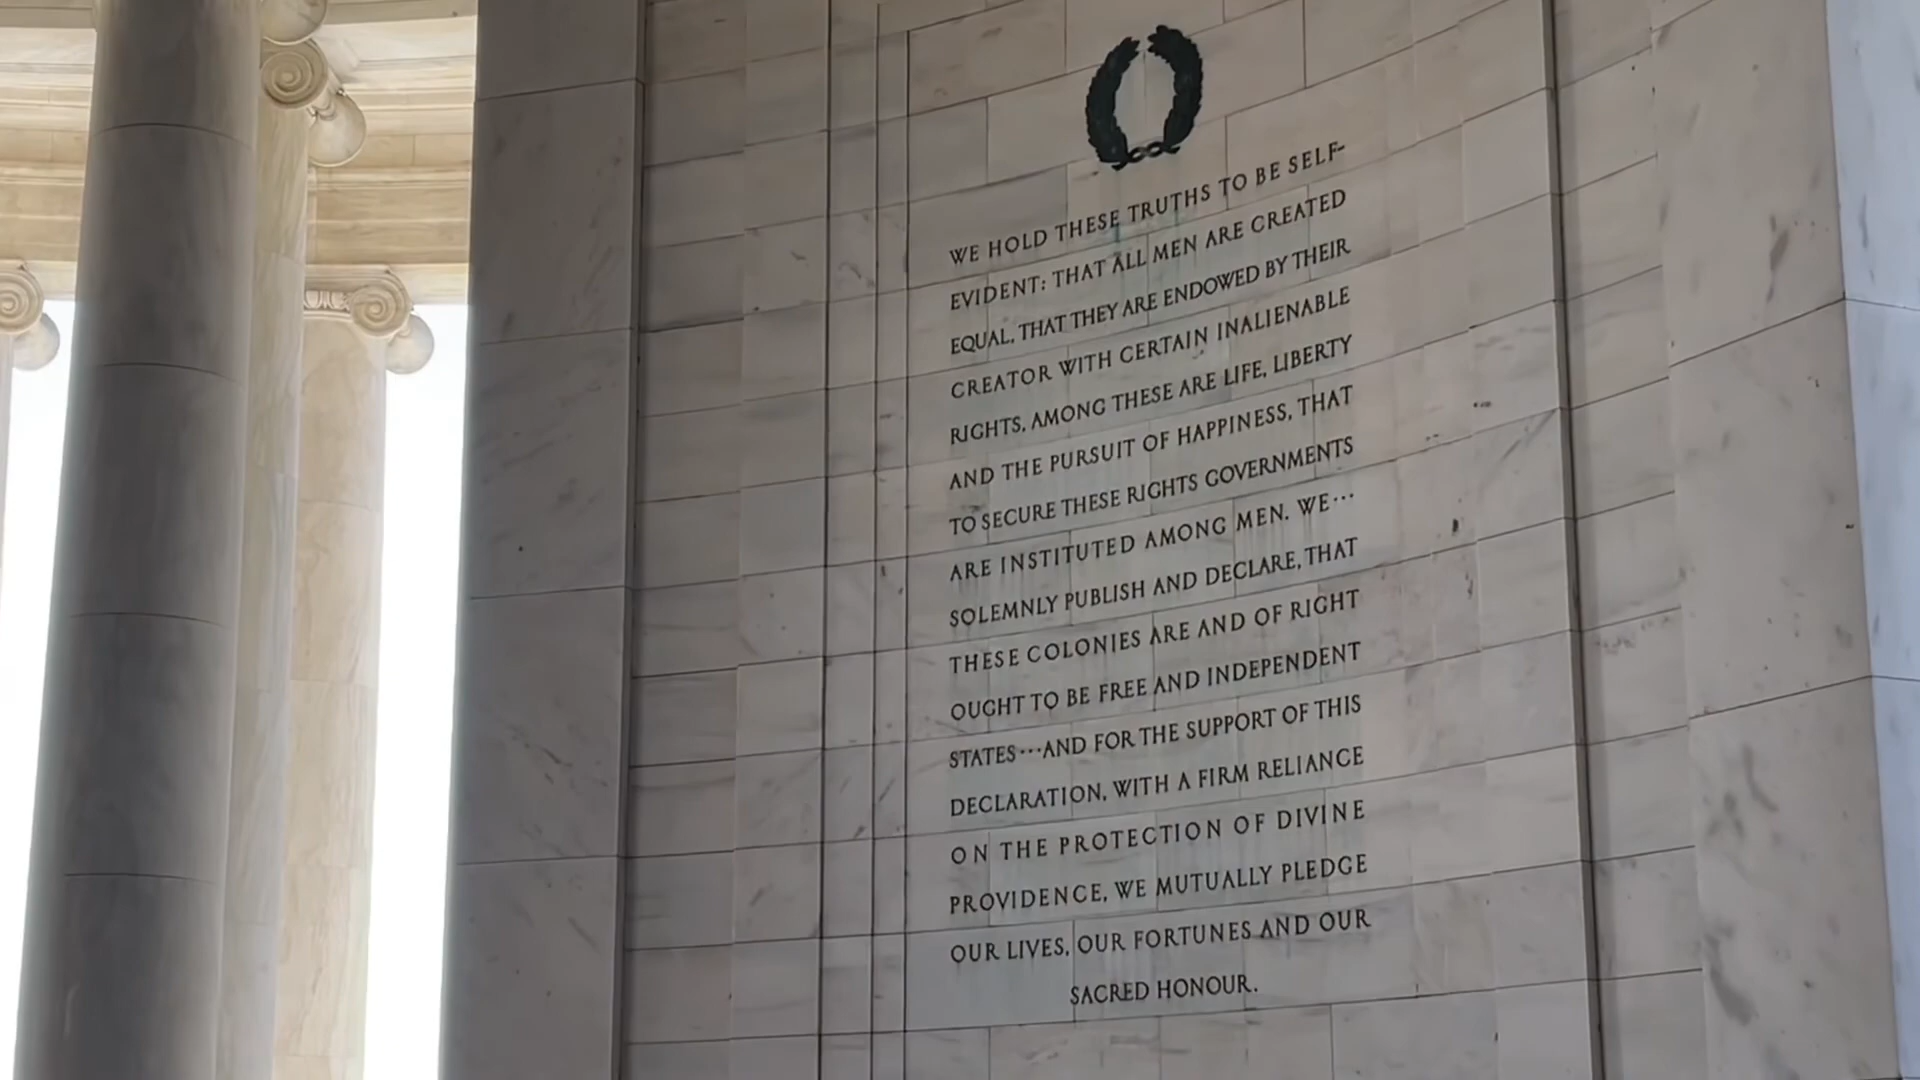 WE HOLD THESE TRUTHS TO BE SELF-
EVIDENT: THAT ALL MEN ARE CREATED
EQUAL, THAT THEY ARE ENDOWED BY THEIR
CREATOR WITH CERTAIN INALIENABLE
RIGHTS, AMONG THESE ARE LIFE, LIBERTY
AND THE PURSUIT OF HAPPINESS, THAT
TO SECURE THESE RIGHTS GOVERNMENTS
ARE INSTITUTED AMONG MEN. WE···
SOLEMNLY PUBLISH AND DECLARE, THAT
THESE COLONIES ARE AND OF RIGHT
OUGHT TO BE FREE AND INDEPENDENT
STATES···AND FOR THE SUPPORT OF THIS
DECLARATION, WITH A FIRM RELIANCE
ON THE PROTECTION OF DIVINE
PROVIDENCE, WE MUTUALLY PLEDGE
OUR LIVES, OUR FORTUNES AND OUR
SACRED HONOUR.